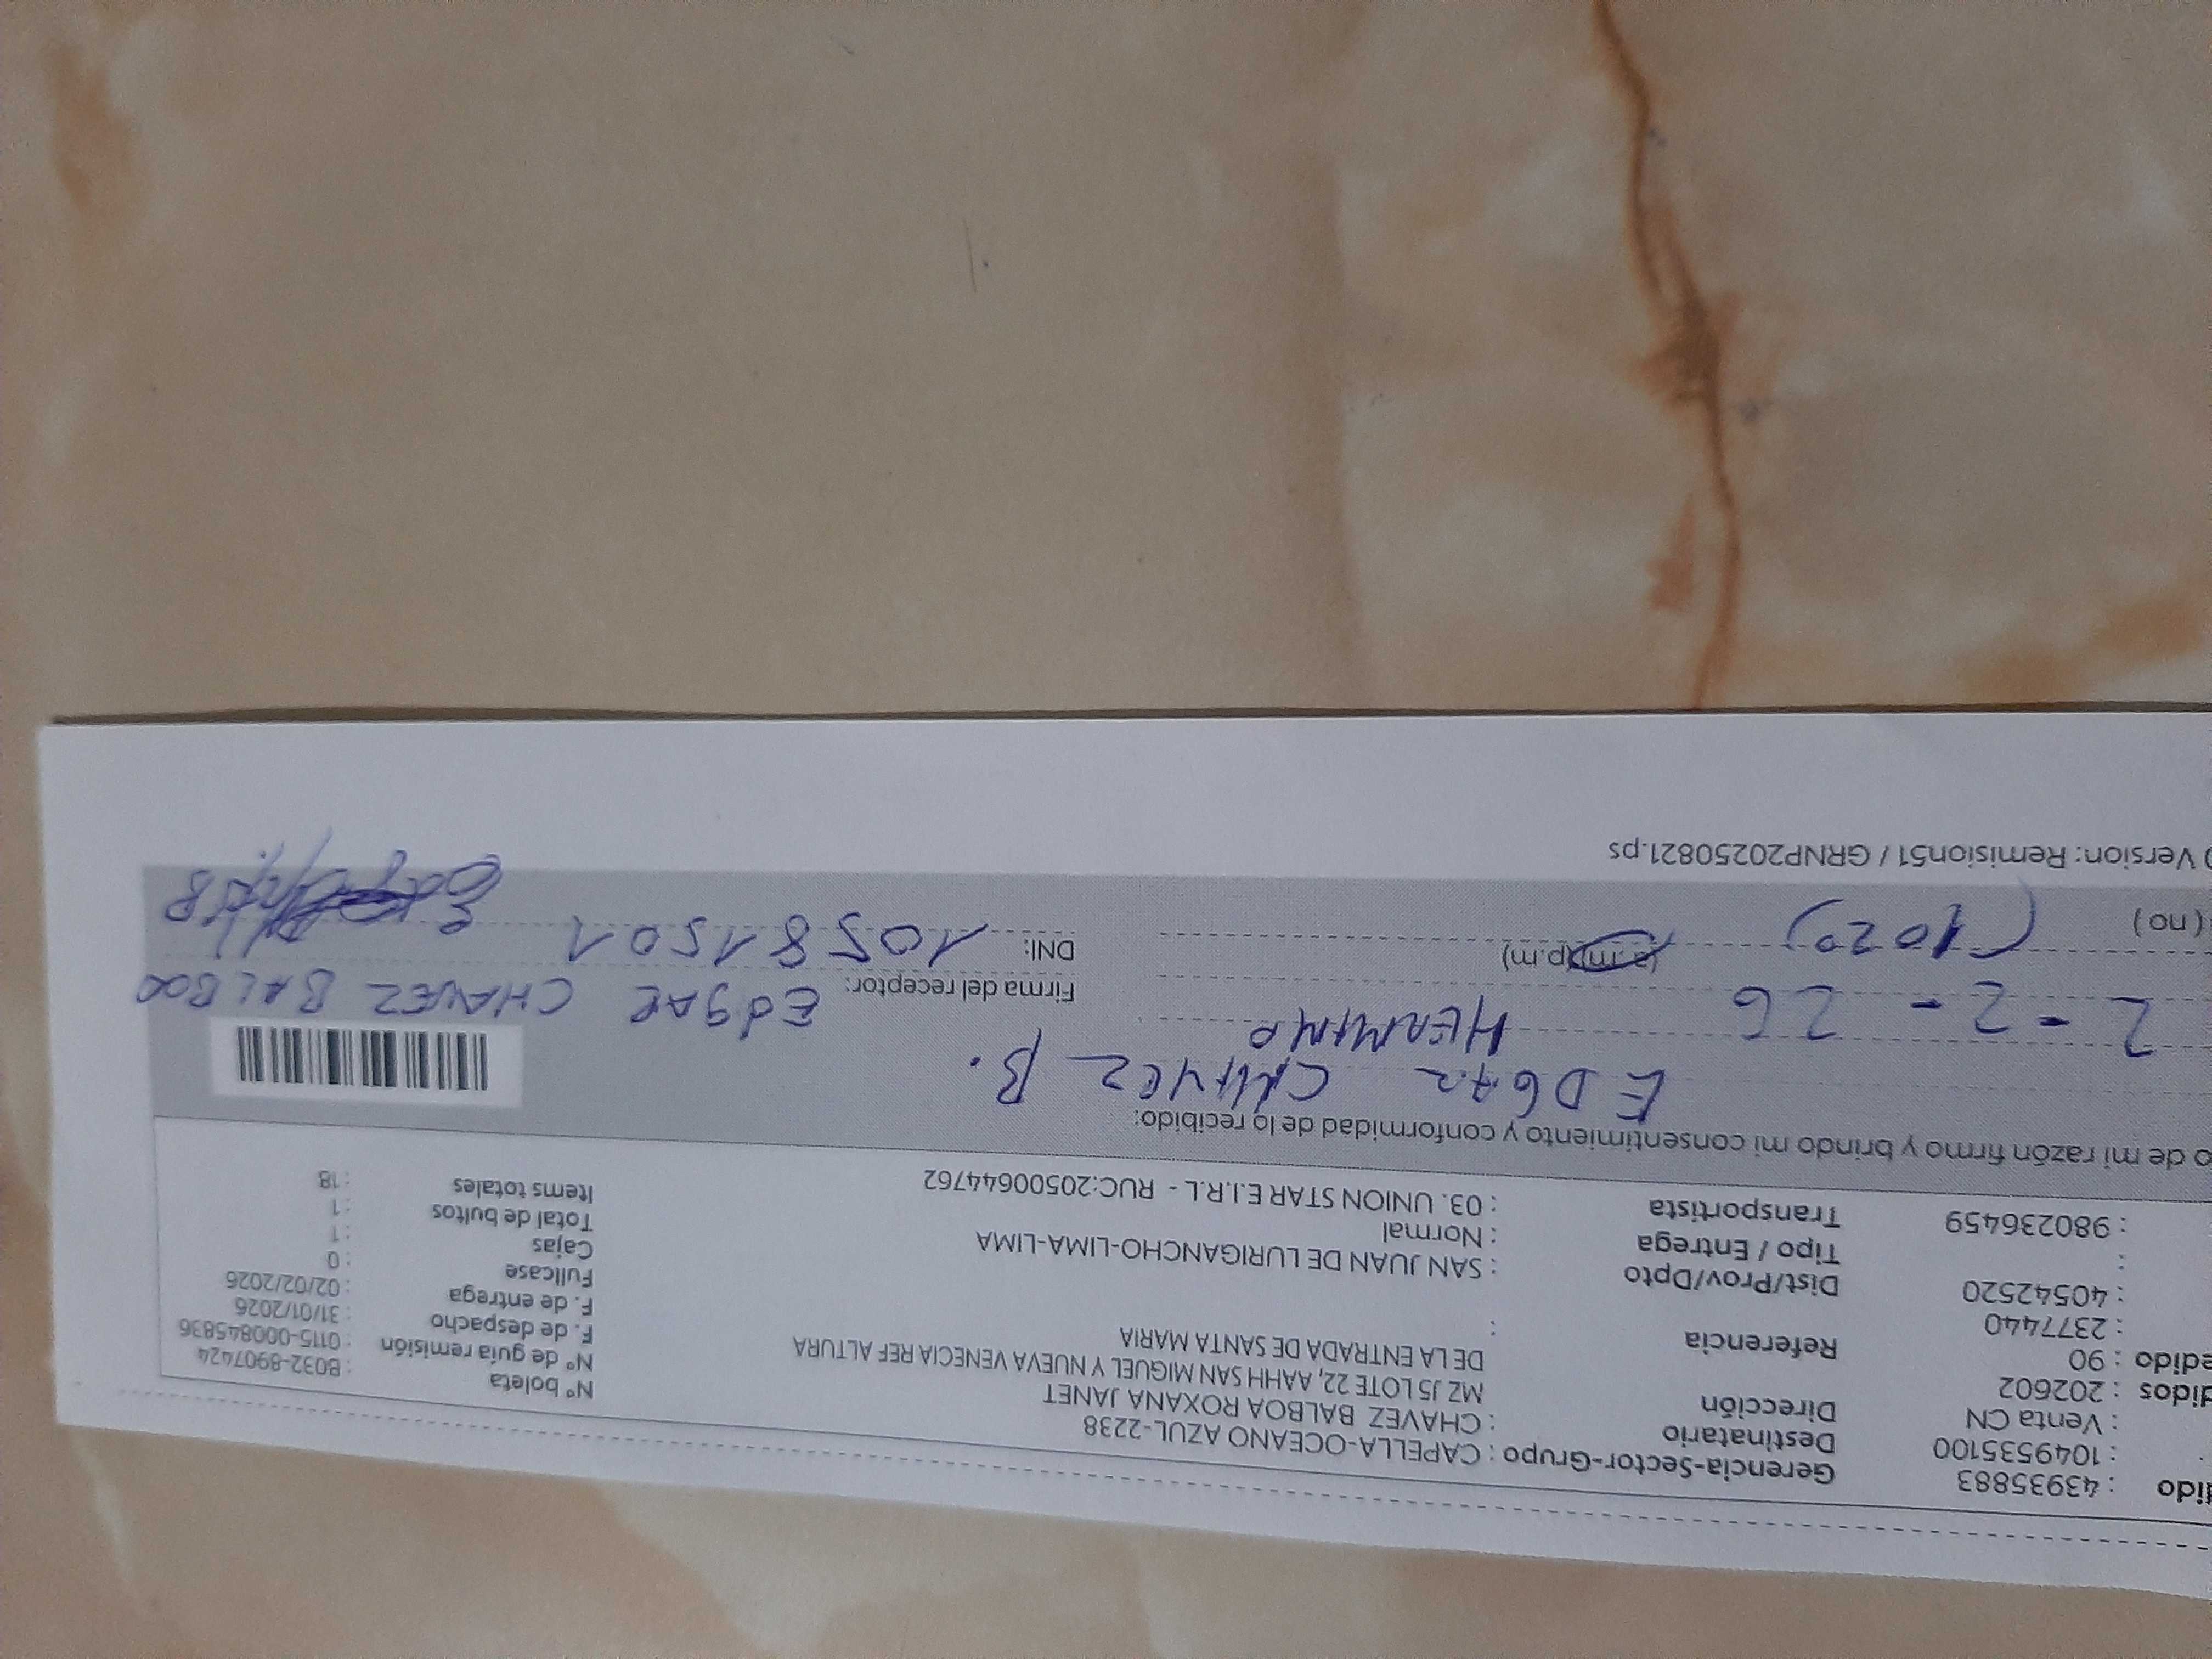 dido : 43935883 Gerencia-Sector-Grupo : CAPELLA-OCEANO AZUL-2238
: 1049535100 Destinatario : CHAVEZ BALBOA ROXANA JANET
: Venta CN Dirección MZ J5 LOTE 22, AAHH SAN MIGUEL Y NUEVA VENECIA REF ALTURA
didos : 202602 DE LA ENTRADA DE SANTA MARIA
edido : 90 Referencia :
: 2377440
: 40542520 Dist/Prov/Dpto : SAN JUAN DE LURIGANCHO-LIMA-LIMA
: Tipo / Entrega : Normal
: 980236459 Transportista : 03. UNION STAR E.I.R.L - RUC:20500644762
Nº boleta : B032-8907424
Nº de guía remisión : 0115-000845836
F. de despacho : 31/01/2026
F. de entrega : 02/02/2026
Fullcase : 0
Cajas : 1
Total de bultos : 1
Items totales : 18
o de mi razón firmo y brindo mi consentimiento y conformidad de lo recibido:
EDGAR CHAVEZ B.
HERMANO
2-2-26
(1020) (a.m)(p.m)
( no )
Firma del receptor: EdgAR CHAVEZ BALBOA
DNI: 10581501
) Version: Remision51 / GRNP20250821.ps